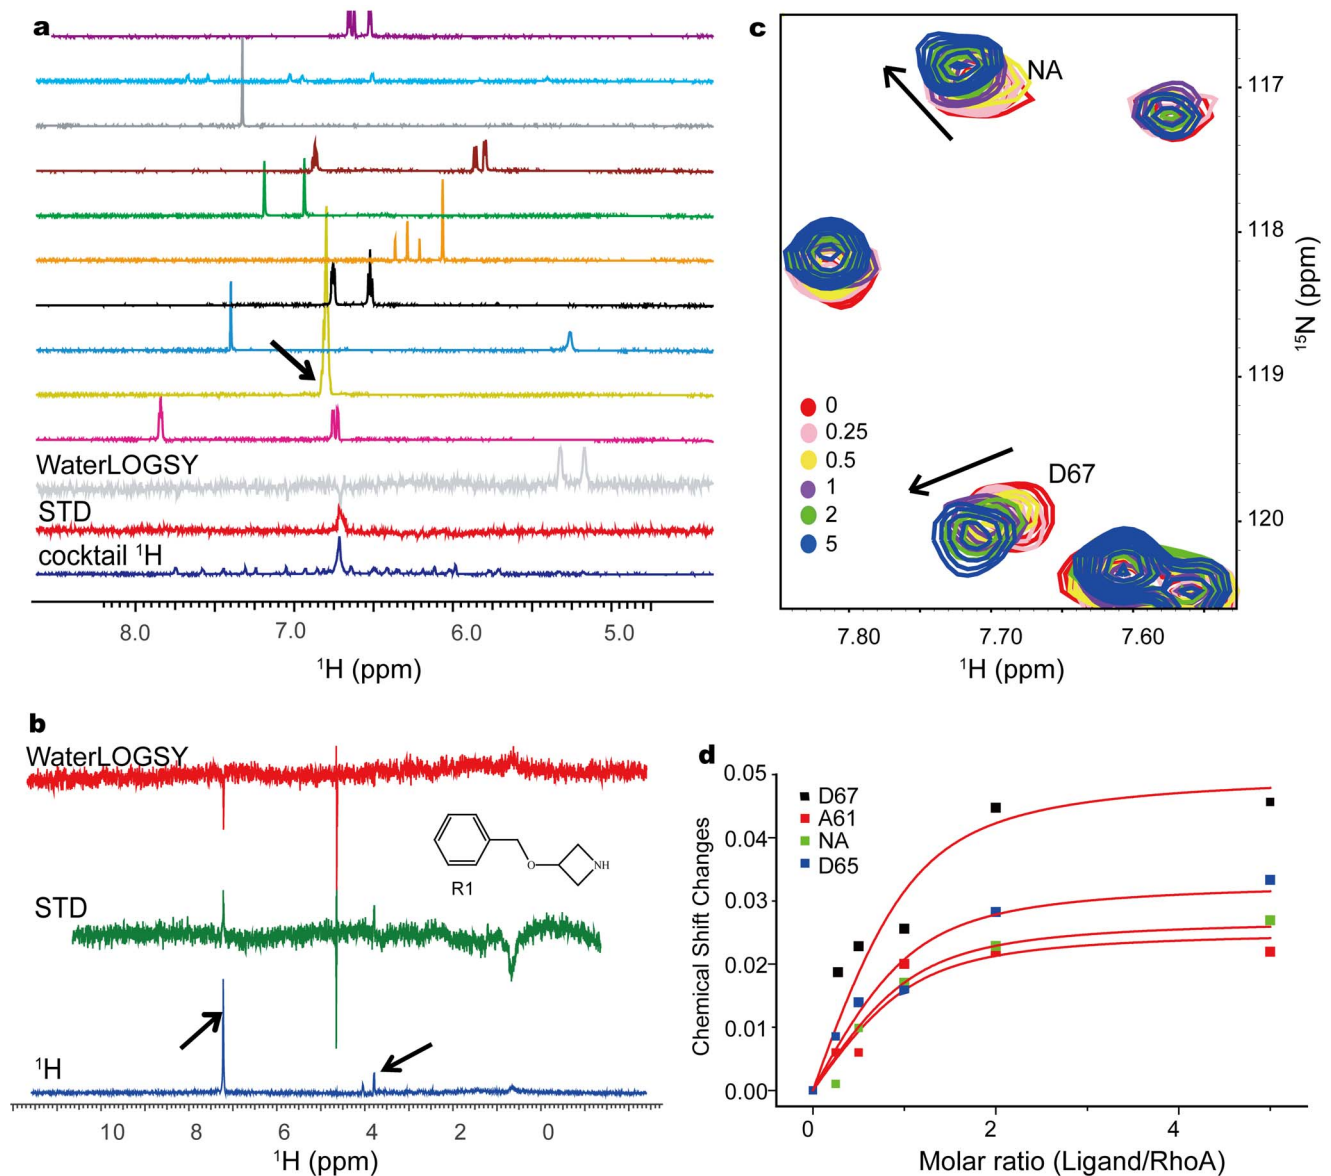 a
WaterLOGSY
STD
cocktail ¹H
8.0 7.0 6.0 5.0
¹H (ppm)
c
NA
D67
0
0.25
0.5
1
2
5
117
118
119
120
¹⁵N (ppm)
7.80 7.70 7.60
¹H (ppm)
b
WaterLOGSY
O
NH
R1
STD
¹H
10 8 6 4 2 0
¹H (ppm)
d
D67
A61
NA
D65
0.05
0.04
0.03
0.02
0.01
0.00
Chemical Shift Changes
0 2 4
Molar ratio (Ligand/RhoA)